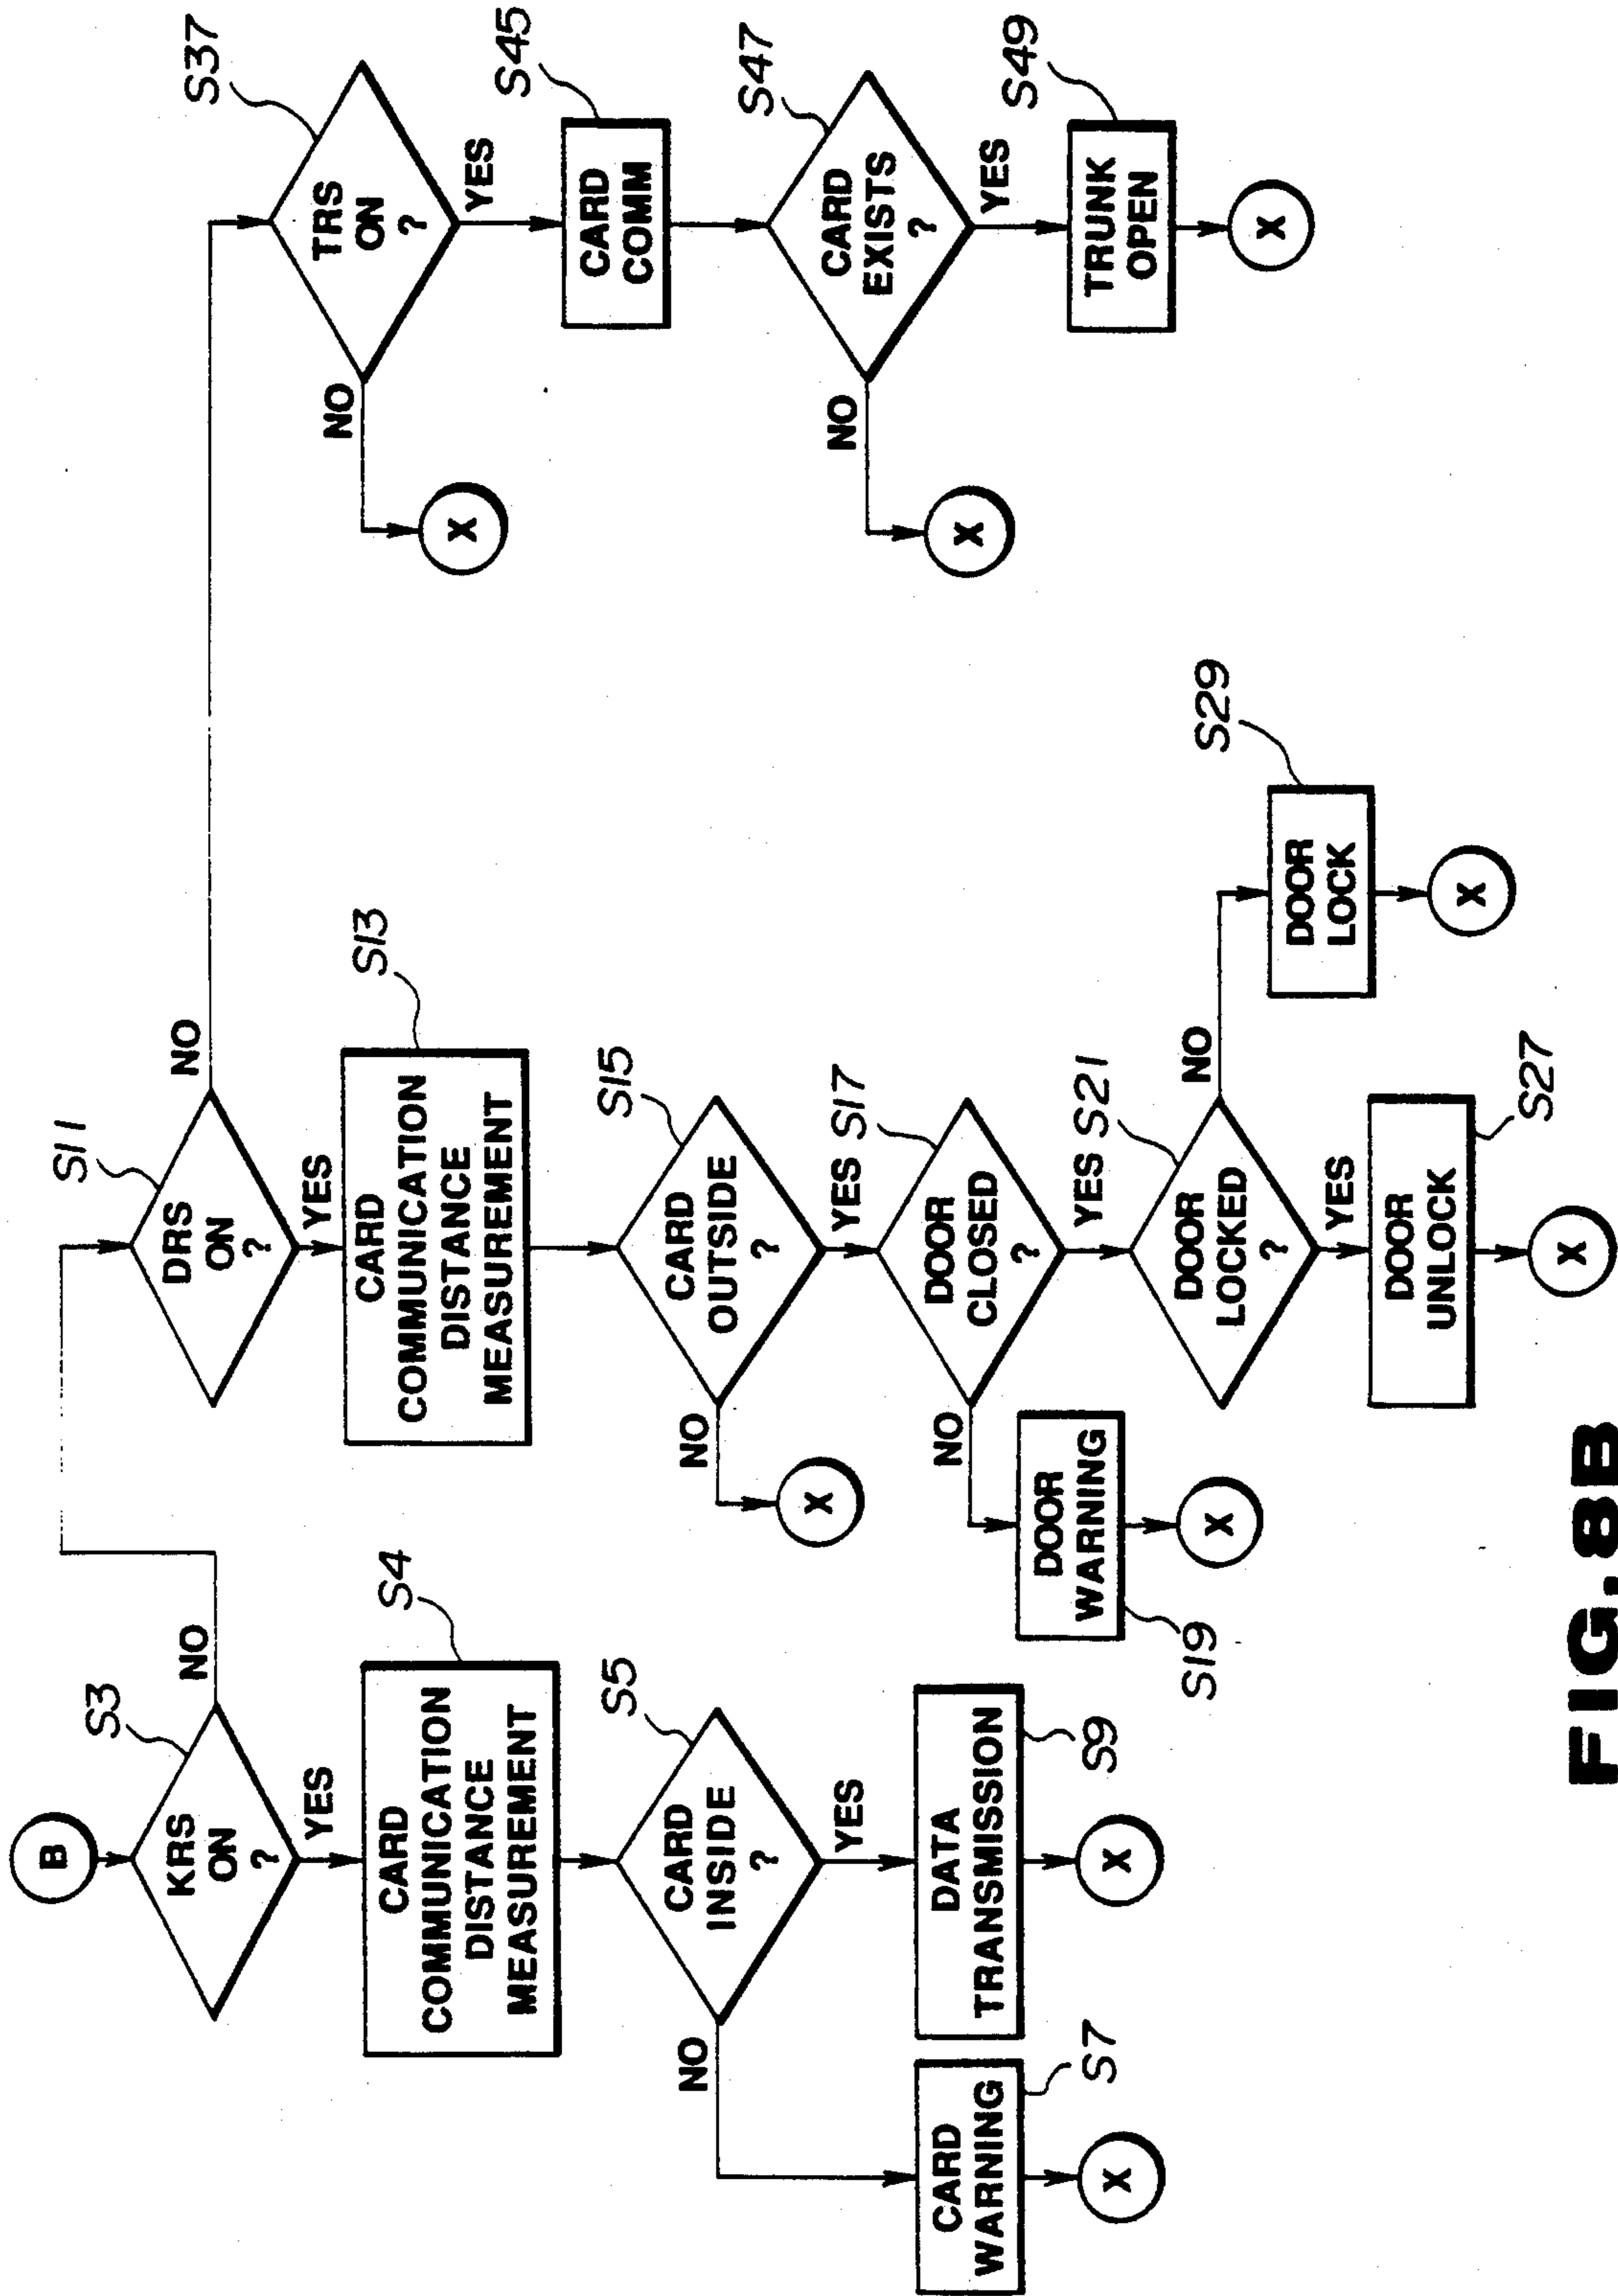 B
S3
KRS
ON
?
NO
YES
S4
CARD
COMMUNICATION
DISTANCE
MEASUREMENT
S5
CARD
INSIDE
?
NO
YES
CARD
WARNING
S7
X
DATA
TRANSMISSION
S9
X
S11
DRS
ON
?
NO
YES
S13
CARD
COMMUNICATION
DISTANCE
MEASUREMENT
S15
CARD
OUTSIDE
?
NO
X
YES
S17
DOOR
CLOSED
?
NO
DOOR
WARNING
S19
X
YES
S21
DOOR
LOCKED
?
NO
S29
DOOR
LOCK
X
YES
DOOR
UNLOCK
S27
X
S37
TRS
ON
?
NO
X
YES
S45
CARD
COMM
S47
CARD
EXISTS
?
NO
X
YES
S49
TRUNK
OPEN
X
FIG.8B